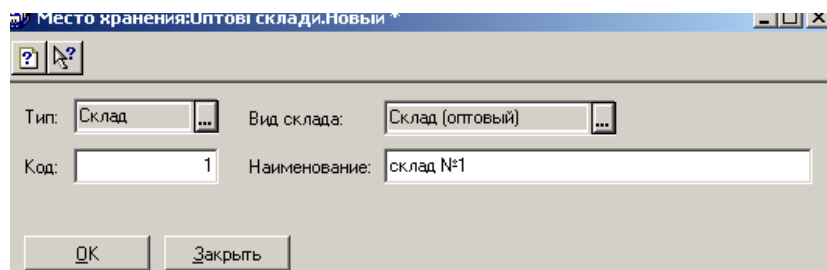 Место хранения:Оптові склади.Новый *
Тип: Склад ... Вид склада: Склад (оптовый) ...
Код: 1 Наименование: склад №1
OK Закрыть